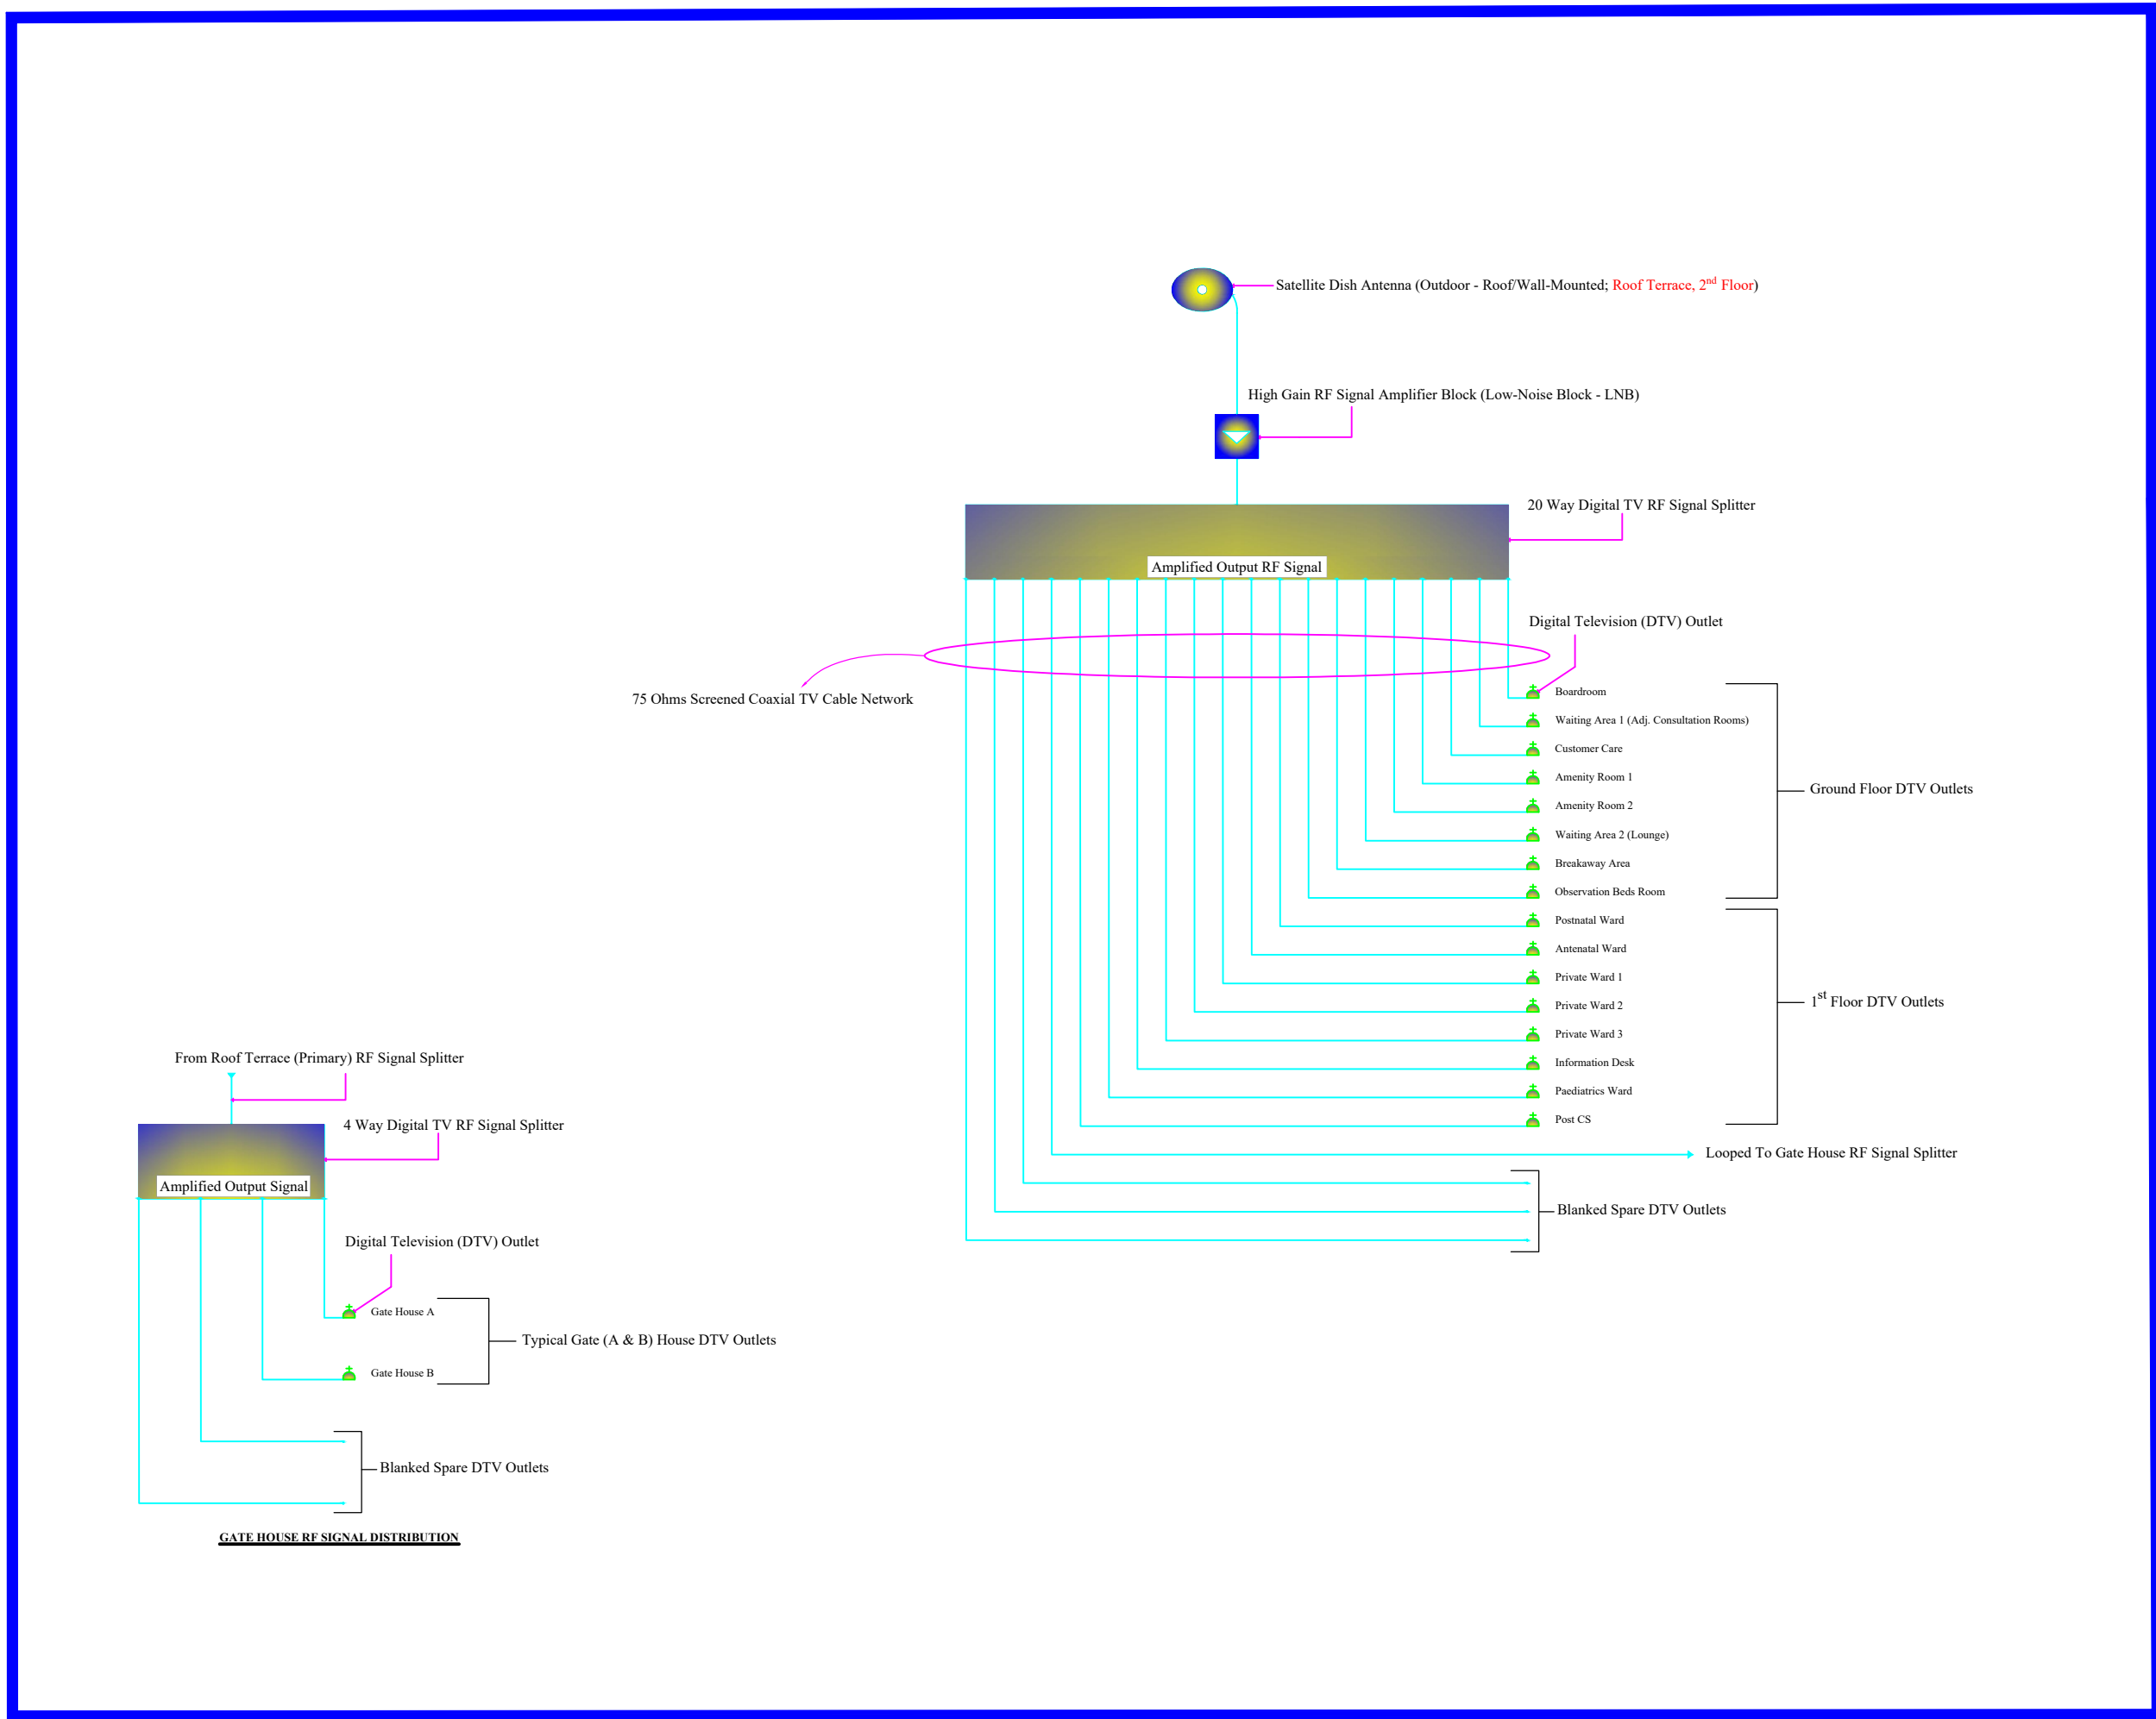 Satellite Dish Antenna (Outdoor - Roof/Wall-Mounted; Roof Terrace, 2nd Floor)
High Gain RF Signal Amplifier Block (Low-Noise Block - LNB)
20 Way Digital TV RF Signal Splitter
Amplified Output RF Signal
Digital Television (DTV) Outlet
75 Ohms Screened Coaxial TV Cable Network
Boardroom
Waiting Area 1 (Adj. Consultation Rooms)
Customer Care
Amenity Room 1
Amenity Room 2
Waiting Area 2 (Lounge)
Breakaway Area
Observation Beds Room
Ground Floor DTV Outlets
Postnatal Ward
Antenatal Ward
Private Ward 1
Private Ward 2
Private Ward 3
Information Desk
Paediatrics Ward
Post CS
1st Floor DTV Outlets
Looped To Gate House RF Signal Splitter
Blanked Spare DTV Outlets
From Roof Terrace (Primary) RF Signal Splitter
4 Way Digital TV RF Signal Splitter
Amplified Output Signal
Digital Television (DTV) Outlet
Gate House A
Gate House B
Typical Gate (A & B) House DTV Outlets
Blanked Spare DTV Outlets
GATE HOUSE RF SIGNAL DISTRIBUTION